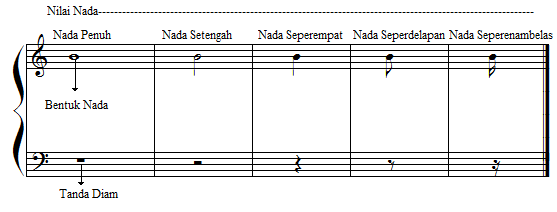 Nilai Nada
Nada Penuh Nada Setengah Nada Seperempat Nada Seperdelapan Nada Seperenambelas
Bentuk Nada
Tanda Diam